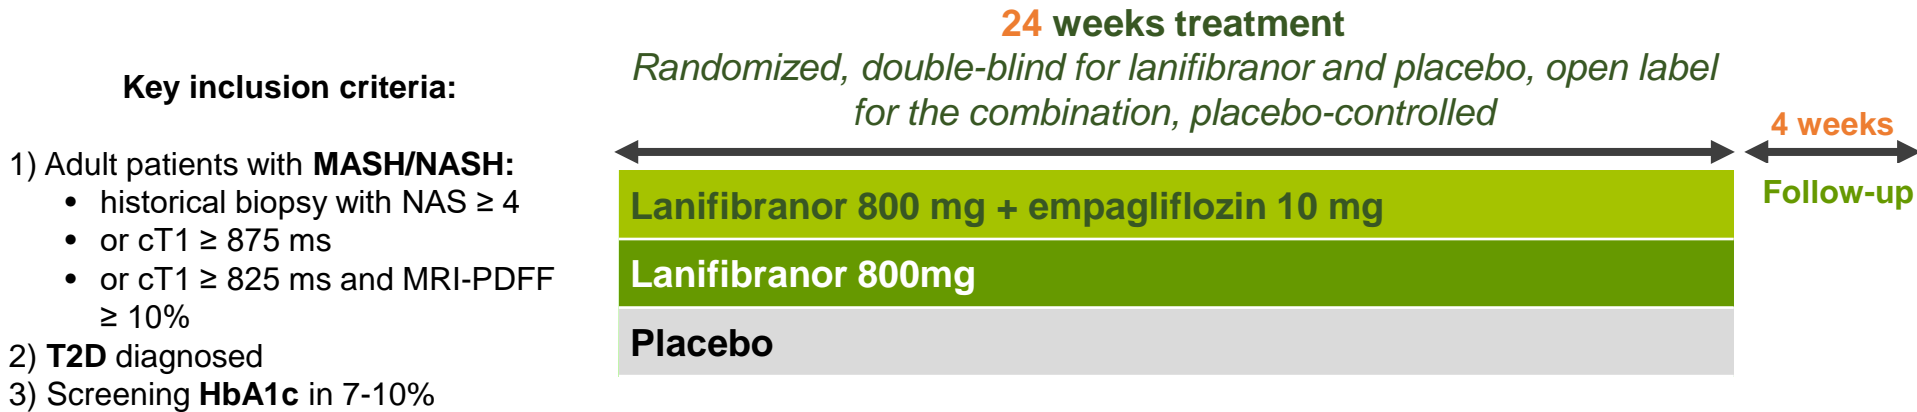 Key inclusion criteria:
1) Adult patients with MASH/NASH:
• historical biopsy with NAS ≥ 4
• or cT1 ≥ 875 ms
• or cT1 ≥ 825 ms and MRI-PDFF
≥ 10%
2) T2D diagnosed
3) Screening HbA1c in 7-10%
24 weeks treatment
Randomized, double-blind for lanifibranor and placebo, open label
for the combination, placebo-controlled
Lanifibranor 800 mg + empagliflozin 10 mg
Lanifibranor 800mg
Placebo
4 weeks
Follow-up